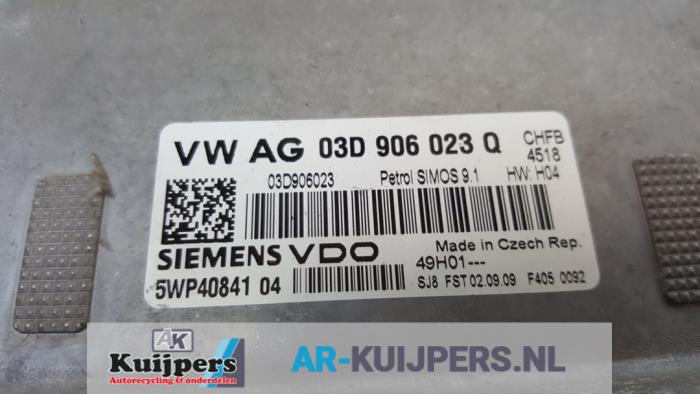 VW AG 03D 906 023 Q
CHFB
4518
03D906023 Petrol SIMOS 9.1 HW: H04
SIEMENS VDO
Made in Czech Rep.
49H01---
5WP40841 04
SJ8 FST 02.09.09 F405 0092
AK
Kuijpers
Autorecycling & onderdelen
AR-KUIJPERS.NL